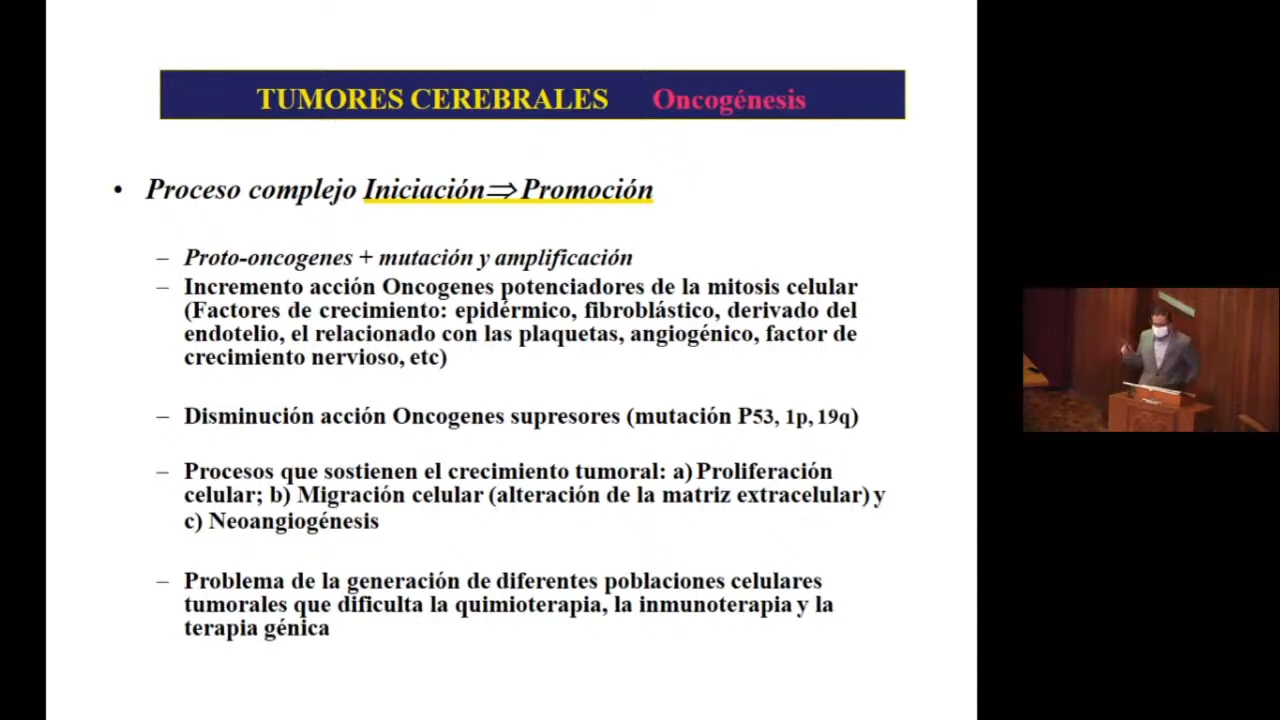 TUMORES CEREBRALES Oncogénesis
• Proceso complejo Iniciación⇒Promoción
– Proto-oncogenes + mutación y amplificación
– Incremento acción Oncogenes potenciadores de la mitosis celular
(Factores de crecimiento: epidérmico, fibroblástico, derivado del
endotelio, el relacionado con las plaquetas, angiogénico, factor de
crecimiento nervioso, etc)
– Disminución acción Oncogenes supresores (mutación P53, 1p, 19q)
– Procesos que sostienen el crecimiento tumoral: a) Proliferación
celular; b) Migración celular (alteración de la matriz extracelular) y
c) Neoangiogénesis
– Problema de la generación de diferentes poblaciones celulares
tumorales que dificulta la quimioterapia, la inmunoterapia y la
terapia génica